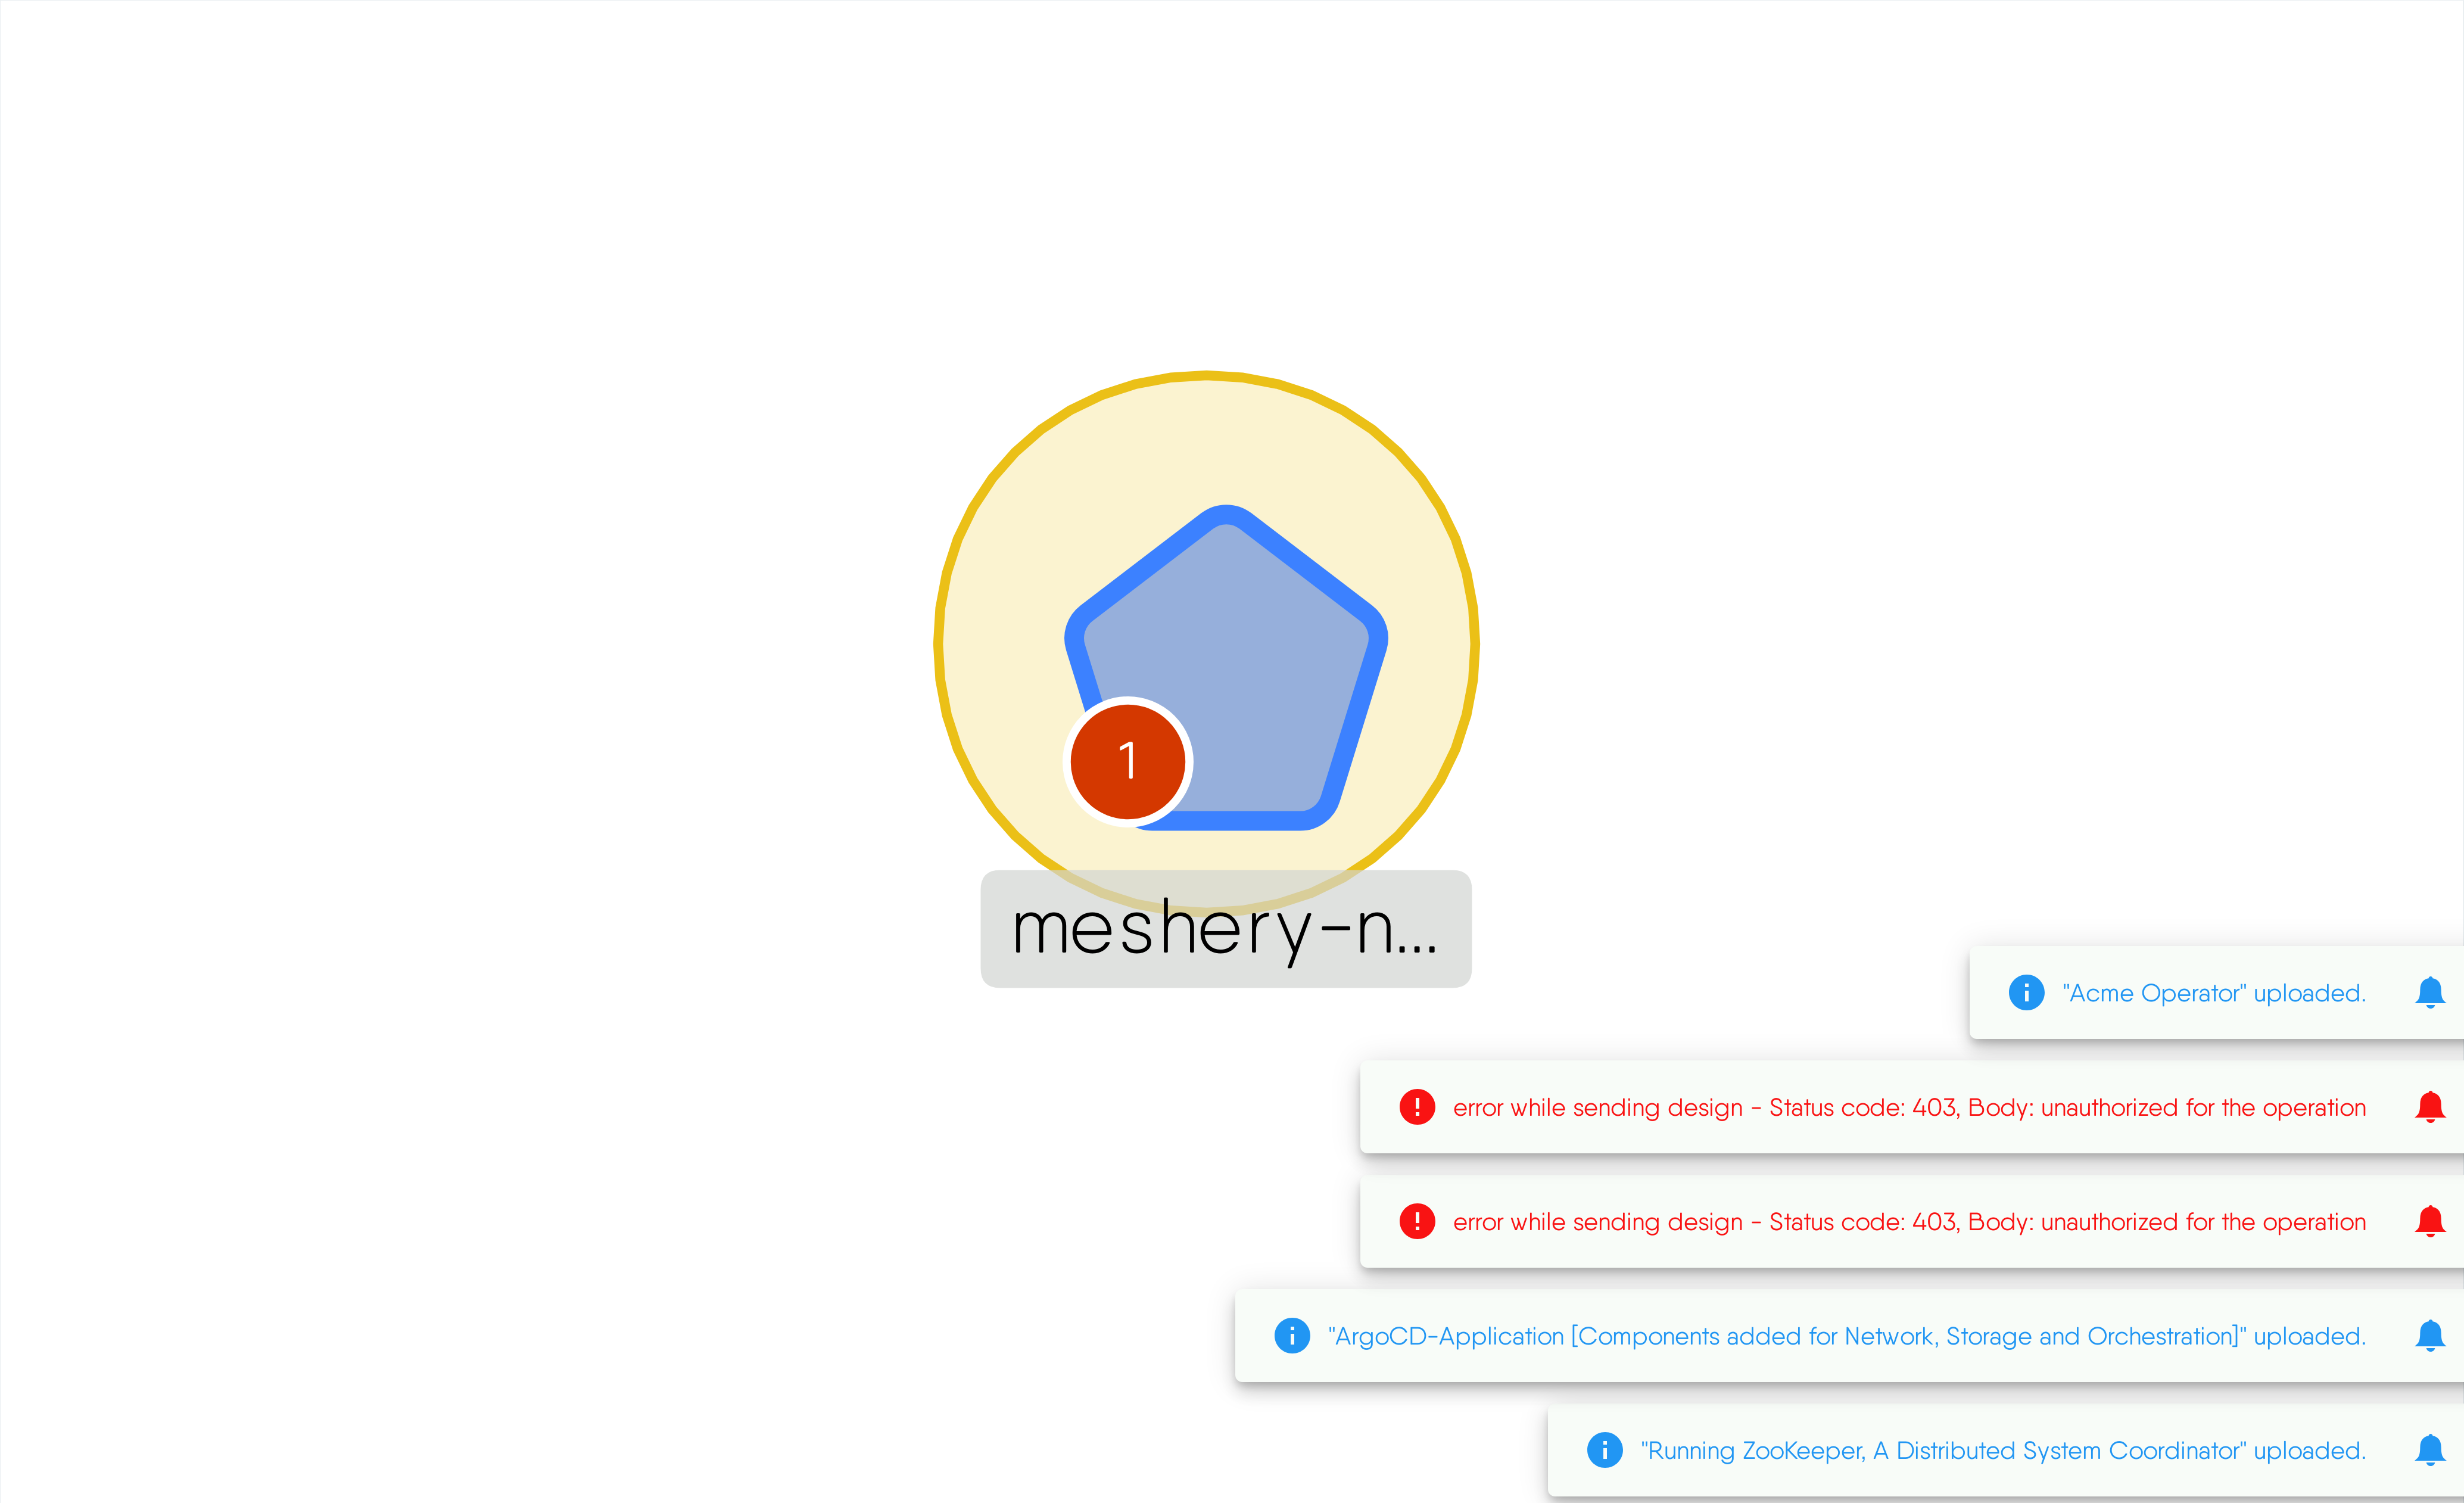 1
meshery-n...
"Acme Operator" uploaded.
error while sending design - Status code: 403, Body: unauthorized for the operation
error while sending design - Status code: 403, Body: unauthorized for the operation
"ArgoCD-Application [Components added for Network, Storage and Orchestration]" uploaded.
"Running ZooKeeper, A Distributed System Coordinator" uploaded.